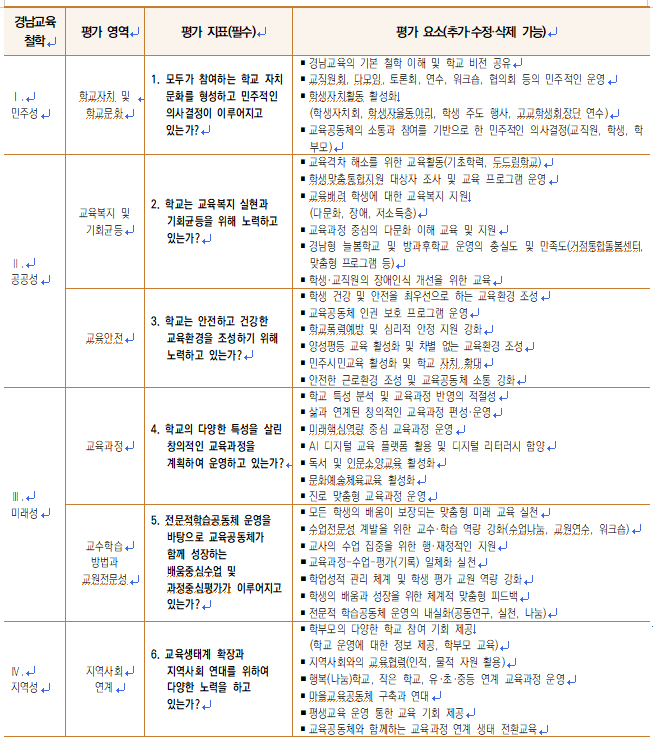 경남교육
철학
평가 영역
평가 지표(필수)
평가 요소(추가·수정·삭제 가능)
Ⅰ.
민주성
학교자치 및
학교문화
1. 모두가 참여하는 학교 자치
문화를 형성하고 민주적인
의사결정이 이루어지고
있는가?
▪ 경남교육의 기본 철학 이해 및 학교 비전 공유
▪ 교직원회, 다모임, 토론회, 연수, 워크숍, 협의회 등의 민주적인 운영
▪ 학생자치활동 활성화
(학생자치회, 학생자율동아리, 학생 주도 행사, 고교학생회장단 연수)
▪ 교육공동체의 소통과 참여를 기반으로 한 민주적인 의사결정(교직원, 학생, 학
부모)
Ⅱ.
공공성
교육복지 및
기회균등
2. 학교는 교육복지 실현과
기회균등을 위해 노력하고
있는가?
▪ 교육격차 해소를 위한 교육활동(기초학력, 두드림학교)
▪ 학생맞춤통합지원 대상자 조사 및 교육 프로그램 운영
▪ 교육배려 학생에 대한 교육복지 지원
(다문화, 장애, 저소득층)
▪ 교육과정 중심의 다문화 이해 교육 및 지원
▪ 경남형 늘봄학교 및 방과후학교 운영의 충실도 및 만족도(거점통합돌봄센터,
맞춤형 프로그램 등)
▪ 학생·교직원의 장애인식 개선을 위한 교육
교육안전
3. 학교는 안전하고 건강한
교육환경을 조성하기 위해
노력하고 있는가?
▪ 학생 건강 및 안전을 최우선으로 하는 교육환경 조성
▪ 교육공동체 인권 보호 프로그램 운영
▪ 학교폭력예방 및 심리적 안정 지원 강화
▪ 양성평등 교육 활성화 및 차별 없는 교육환경 조성
▪ 민주시민교육 활성화 및 학교 자치 확대
▪ 안전한 근로환경 조성 및 교육공동체 소통 강화
Ⅲ.
미래성
교육과정
4. 학교의 다양한 특성을 살린
창의적인 교육과정을
계획하여 운영하고 있는가?
▪ 학교 특성 분석 및 교육과정 반영의 적절성
▪ 삶과 연계된 창의적인 교육과정 편성·운영
▪ 미래핵심역량 중심 교육과정 운영
▪ AI 디지털 교육 플랫폼 활용 및 디지털 리터러시 함양
▪ 독서 및 인문소양교육 활성화
▪ 문화예술체육교육 활성화
▪ 진로 맞춤형 교육과정 운영
교수학습
방법과
교원전문성
5. 전문적학습공동체 운영을
바탕으로 교육공동체가
함께 성장하는
배움중심수업 및
과정중심평가가 이루어지고
있는가?
▪ 모든 학생의 배움이 보장되는 맞춤형 미래 교육 실천
▪ 수업전문성 계발을 위한 교수·학습 역량 강화(수업나눔, 교원연수, 워크숍)
▪ 교사의 수업 집중을 위한 행·재정적인 지원
▪ 교육과정-수업-평가(기록) 일체화 실천
▪ 학업성적 관리 체계 및 학생 평가 교원 역량 강화
▪ 학생의 배움과 성장을 위한 체계적 맞춤형 피드백
▪ 전문적 학습공동체 운영의 내실화(공동연구, 실천, 나눔)
Ⅳ.
지역성
지역사회
연계
6. 교육생태계 확장과
지역사회 연대를 위하여
다양한 노력을 하고
있는가?
▪ 학부모의 다양한 학교 참여 기회 제공
(학교 운영에 대한 정보 제공, 학부모 교육)
▪ 지역사회와의 교육협력(인적, 물적 자원 활용)
▪ 행복(나눔)학교, 작은 학교, 유·초·중등 연계 교육과정 운영
▪ 마을교육공동체 구축과 연대
▪ 평생교육 운영 통한 교육 기회 제공
▪ 교육공동체와 함께하는 교육과정 연계 생태 전환교육